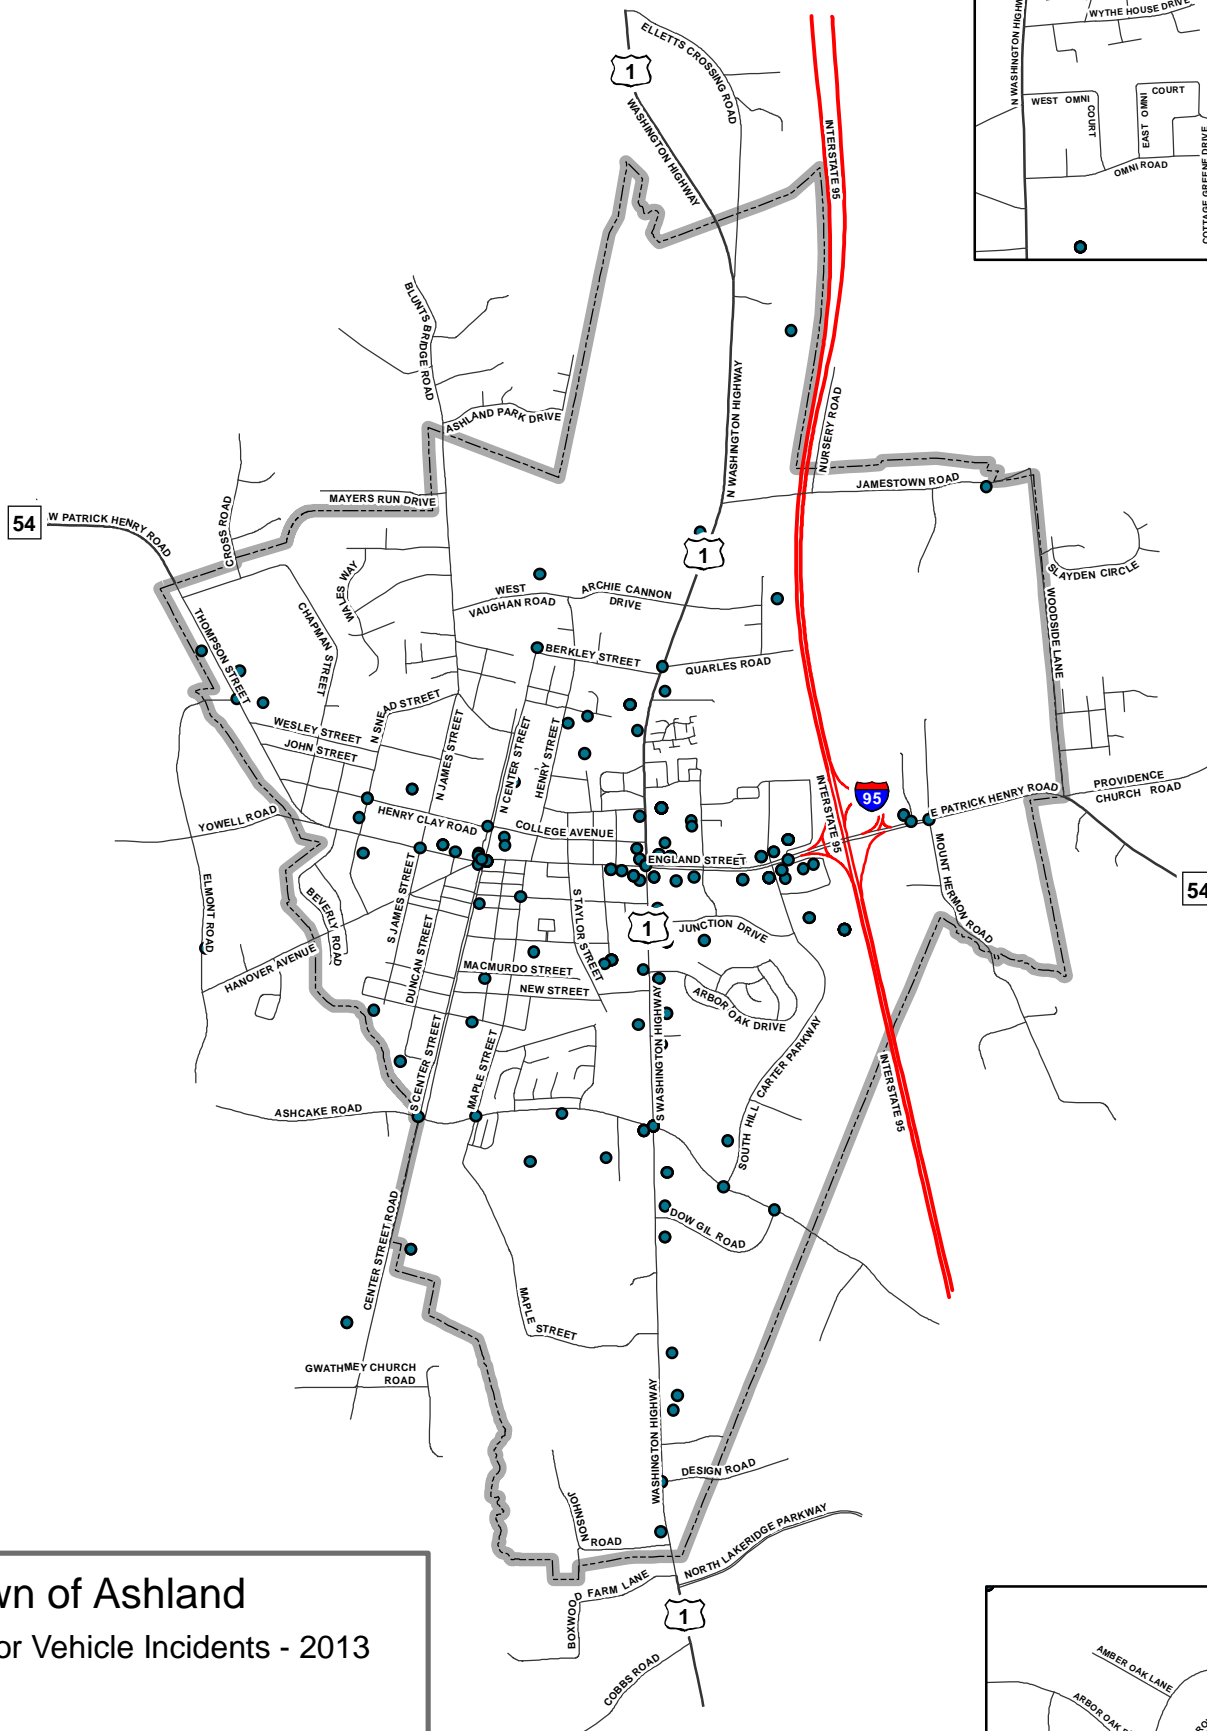 N WASHINGTON HIGHW
WYTHE HOUSE DRIVE
WEST OMNI
COURT
EAST OMNI
COURT
OMNI ROAD
COTTAGE GREENE DRIVE
ELLETTS CROSSING ROAD
1
WASHINGTON HIGHWAY
INTERSTATE 95
BLUNTS BRIDGE ROAD
ASHLAND PARK DRIVE
N WASHINGTON HIGHWAY
NURSERY ROAD
JAMESTOWN ROAD
MAYERS RUN DRIVE
54
W PATRICK HENRY ROAD
CROSS ROAD
1
SLAYDEN CIRCLE
WOODSIDE LANE
WALES WAY
WEST
VAUGHAN ROAD
ARCHIE CANNON
DRIVE
THOMPSON STREET
CHAPMAN STREET
BERKLEY STREET
QUARLES ROAD
N SNEAD STREET
WESLEY STREET
JOHN STREET
N JAMES STREET
N CENTER STREET
HENRY STREET
INTERSTATE 95
95
E PATRICK HENRY ROAD
PROVIDENCE
CHURCH ROAD
YOWELL ROAD
HENRY CLAY ROAD
COLLEGE AVENUE
ENGLAND STREET
MOUNT HERMON ROAD
54
ELMONT ROAD
BEVERLY ROAD
S JAMES STREET
DUNCAN STREET
S TAYLOR STREET
1
JUNCTION DRIVE
HANOVER AVENUE
MACMURDO STREET
NEW STREET
ARBOR OAK DRIVE
S WASHINGTON HIGHWAY
CARTER PARKWAY
SOUTH HILL
S CENTER STREET
MAPLE STREET
INTERSTATE 95
ASHCAKE ROAD
CENTER STREET ROAD
DOW GIL ROAD
MAPLE
STREET
GWATHMEY CHURCH
ROAD
WASHINGTON HIGHWAY
DESIGN ROAD
JOHNSON
ROAD
NORTH LAKERIDGE PARKWAY
BOXWOOD FARM LANE
1
COBBS ROAD
wn of Ashland
or Vehicle Incidents - 2013
AMBER OAK LANE
ARBOR OAK